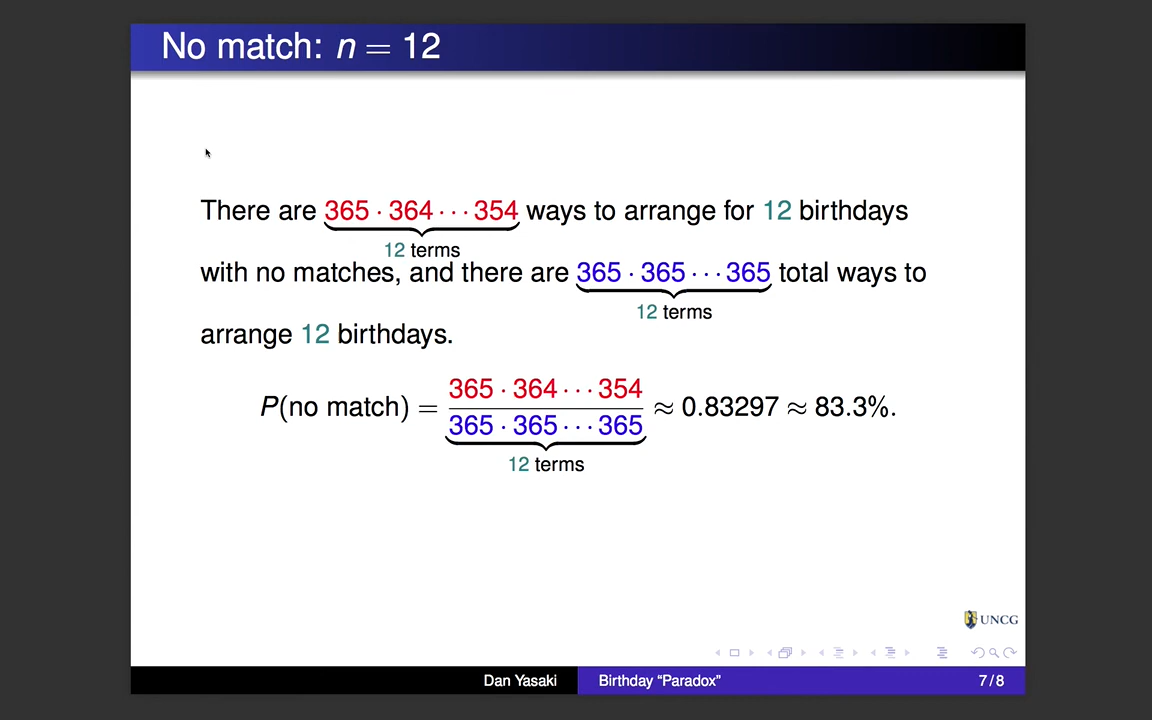 No match: n = 12
There are 365 · 364 · · · 354 ways to arrange for 12 birthdays
12 terms
with no matches, and there are 365 · 365 · · · 365 total ways to
12 terms
arrange 12 birthdays.
P(no match) = 365 · 364 · · · 354 / 365 · 365 · · · 365 ≈ 0.83297 ≈ 83.3%.
12 terms
UNCG
Dan Yasaki Birthday “Paradox” 7 / 8